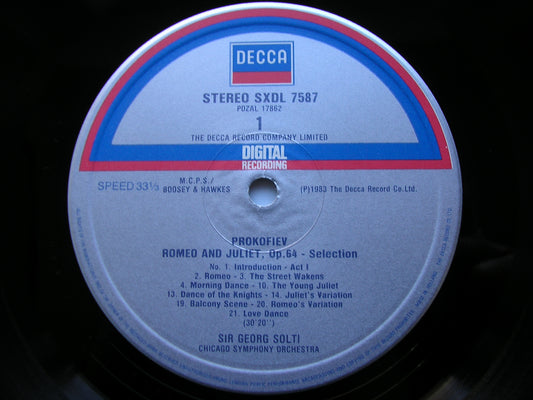 DECCA
STEREO SXDL 7587
PDZAL 17862
1
THE DECCA RECORD COMPANY LIMITED
DIGITAL
RECORDING
SPEED 33⅓
M.C.P.S./
BOOSEY & HAWKES
(P)1983 The Decca Record Co.Ltd.
PROKOFIEV
ROMEO AND JULIET, Op.64 - Selection
No. 1. Introduction - Act I
2. Romeo - 3. The Street Wakens
4. Morning Dance - 10. The Young Juliet
13. Dance of the Knights - 14. Juliet's Variation
19. Balcony Scene - 20. Romeo's Variation
21. Love Dance
(30'20'')
SIR GEORG SOLTI
CHICAGO SYMPHONY ORCHESTRA